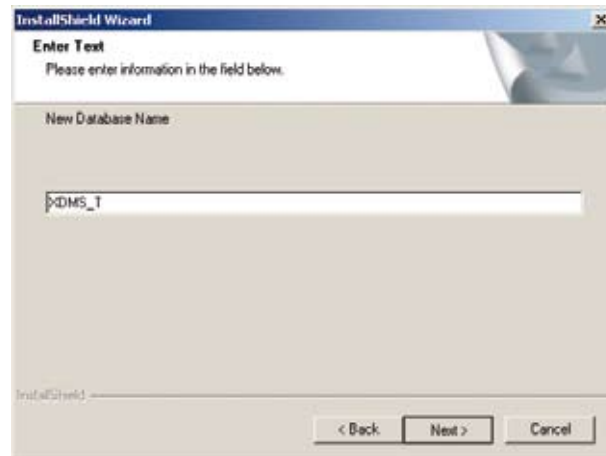 InstallShield Wizard
Enter Text
Please enter information in the field below.
New Database Name
XDMS_T
InstallShield
< Back
Next >
Cancel